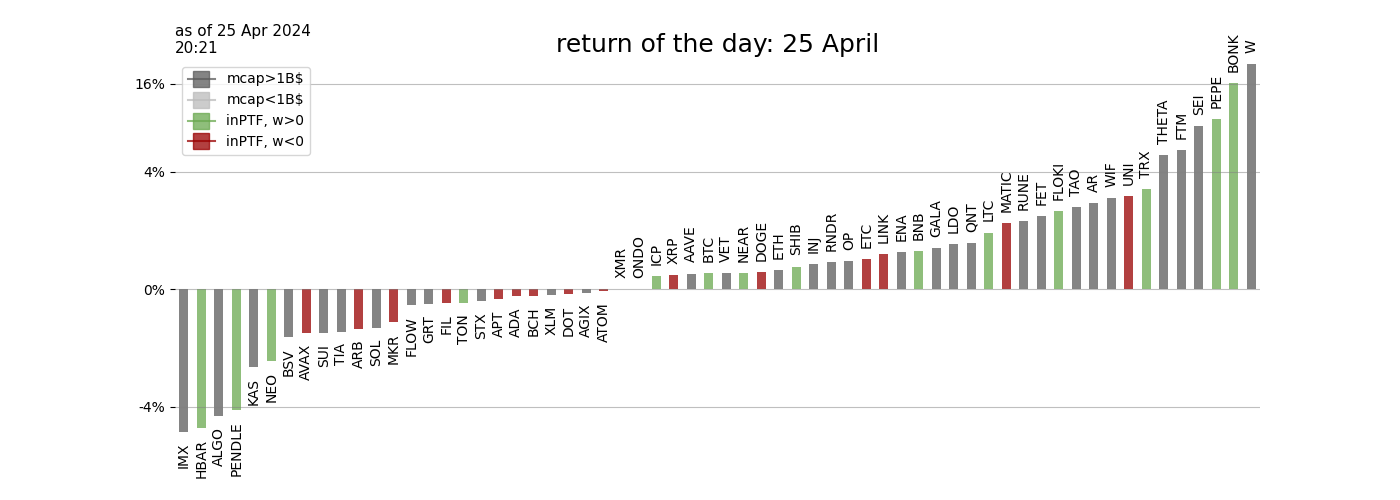 as of 25 Apr 2024
20:21
return of the day: 25 April
mcap>1B$
mcap<1B$
inPTF, w>0
inPTF, w<0
16%
4%
0%
-4%
IMX
HBAR
ALGO
PENDLE
KAS
NEO
BSV
AVAX
SUI
TIA
ARB
SOL
MKR
FLOW
GRT
FIL
TON
STX
APT
ADA
BCH
XLM
DOT
AGIX
ATOM
XMR
ONDO
ICP
XRP
AAVE
BTC
VET
NEAR
DOGE
ETH
SHIB
INJ
RNDR
OP
ETC
LINK
ENA
BNB
GALA
LDO
QNT
LTC
MATIC
RUNE
FET
FLOKI
TAO
AR
WIF
UNI
TRX
THETA
FTM
SEI
PEPE
BONK
W